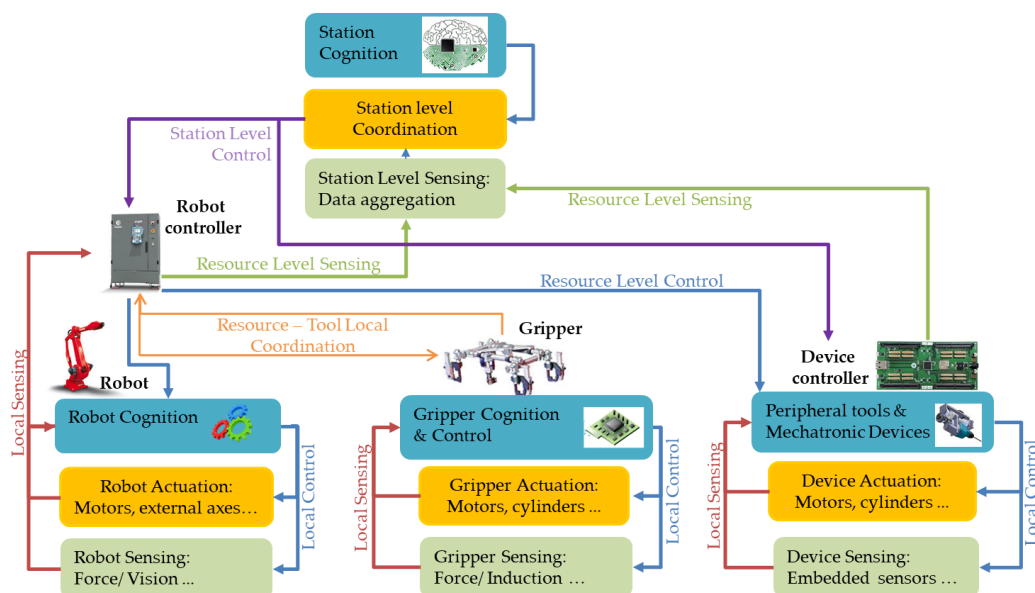 Station
Cognition
Station level
Coordination
Station Level
Control
Station Level Sensing:
Data aggregation
Resource Level Sensing
Robot
controller
Resource Level Sensing
Resource Level Control
Resource – Tool Local
Coordination
Gripper
Device
controller
Robot
Local Sensing
Robot Cognition
Local Control
Robot Actuation:
Motors, external axes…
Robot Sensing:
Force/ Vision ...
Gripper Cognition
& Control
Local Sensing
Local Control
Gripper Actuation:
Motors, cylinders ...
Gripper Sensing:
Force/ Induction …
Peripheral tools &
Mechatronic Devices
Local Sensing
Local Control
Device Actuation:
Motors, cylinders ...
Device Sensing:
Embedded sensors …